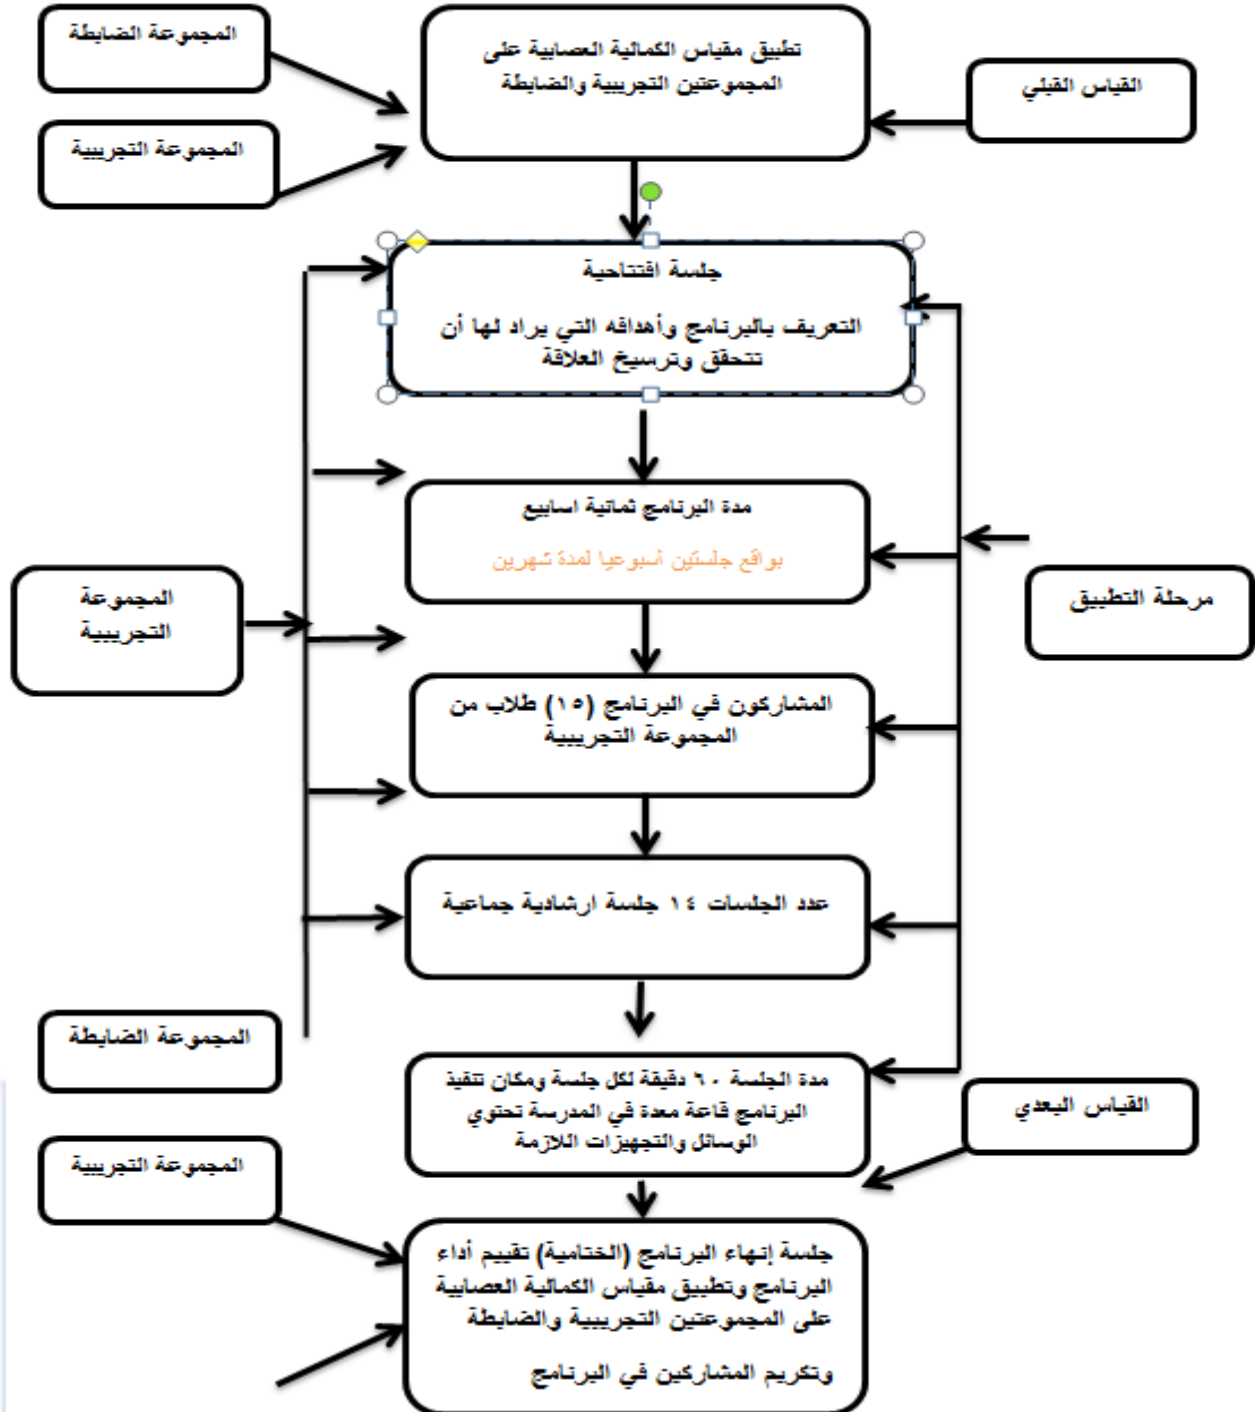 المجموعة الضابطة
تطبيق مقياس الكمالية العصابية على
المجموعتين التجريبية والضابطة
القياس القبلي
المجموعة التجريبية
جلسة افتتاحية
التعريف بالبرنامج وأهدافه التي يراد لها أن
تتحقق وترسيخ العلاقة
مدة البرنامج ثمانية اسابيع
بواقع جلستين أسبوعيا لمدة شهرين
المجموعة
التجريبية
مرحلة التطبيق
المشاركون في البرنامج (١٥) طلاب من
المجموعة التجريبية
عدد الجلسات ١٤ جلسة ارشادية جماعية
المجموعة الضابطة
مدة الجلسة ٦٠ دقيقة لكل جلسة ومكان تنفيذ
البرنامج قاعة معدة في المدرسة تحتوي
الوسائل والتجهيزات اللازمة
القياس البعدي
المجموعة التجريبية
جلسة إنهاء البرنامج (الختامية) تقييم أداء
البرنامج وتطبيق مقياس الكمالية العصابية
على المجموعتين التجريبية والضابطة
وتكريم المشاركين في البرنامج